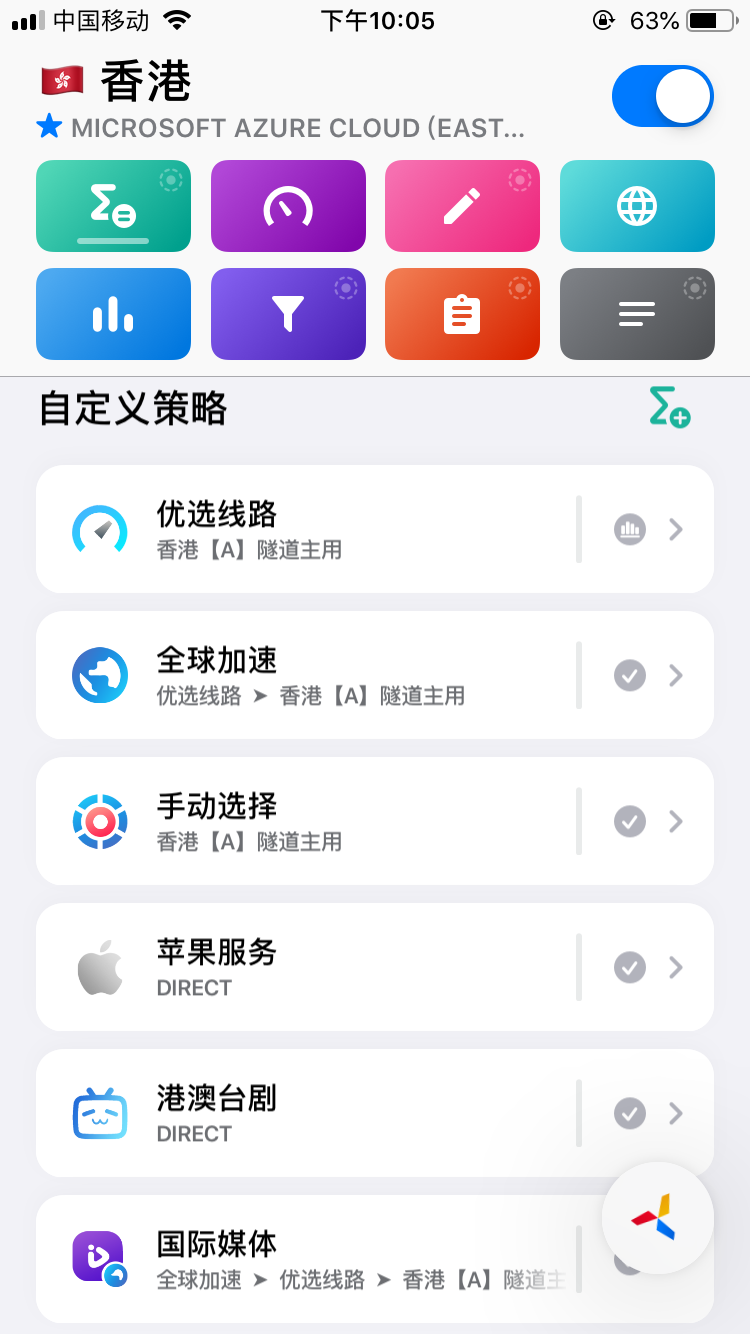 中国移动
下午10:05
63%
香港
MICROSOFT AZURE CLOUD (EAST...
自定义策略
优选线路
香港【A】隧道主用
全球加速
优选线路 ➤ 香港【A】隧道主用
手动选择
香港【A】隧道主用
苹果服务
DIRECT
港澳台剧
DIRECT
国际媒体
全球加速 ➤ 优选线路 ➤ 香港【A】隧道主